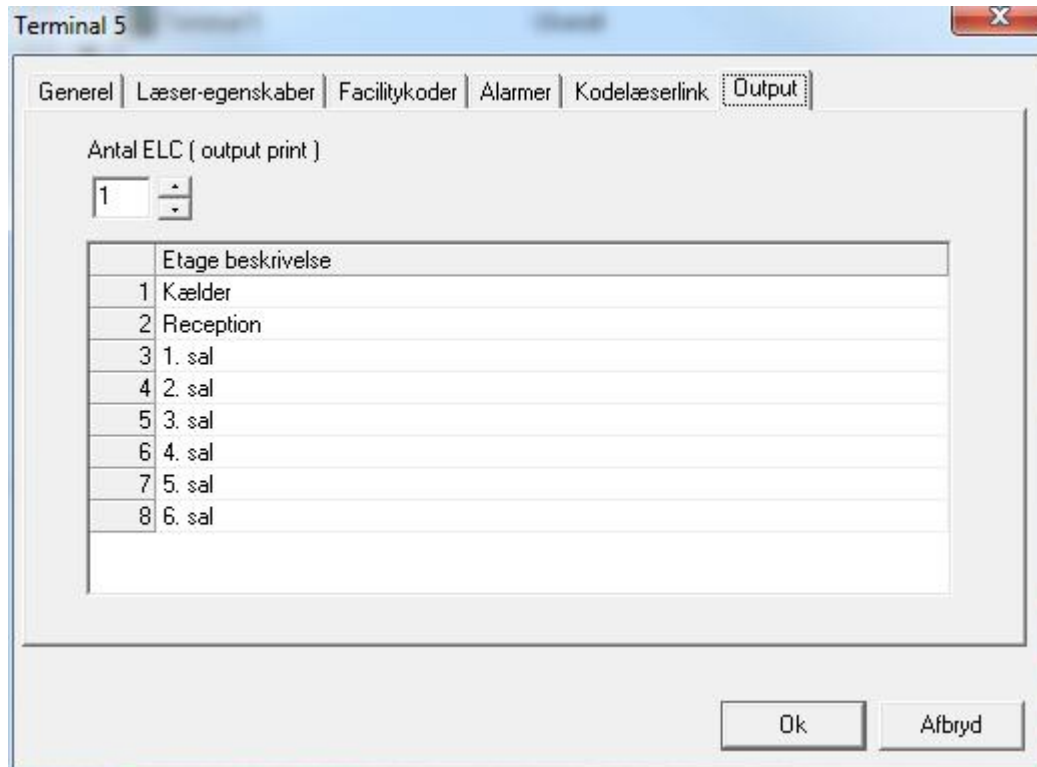 Terminal 5
Generel Læser-egenskaber Facilitykoder Alarmer Kodelæserlink Output
Antal ELC ( output print )
1
Etage beskrivelse
1 Kælder
2 Reception
3 1. sal
4 2. sal
5 3. sal
6 4. sal
7 5. sal
8 6. sal
Ok Afbryd